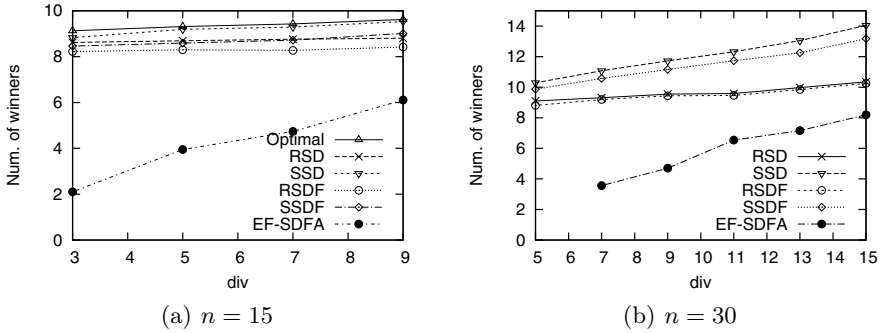 10
8
6
4
2
0
Num. of winners
Optimal
RSD
SSD
RSDF
SSDF
EF-SDFA
3 4 5 6 7 8 9
div
(a) n = 15
14
12
10
8
6
4
2
0
Num. of winners
RSD
SSD
RSDF
SSDF
EF-SDFA
5 6 7 8 9 10 11 12 13 14 15
div
(b) n = 30